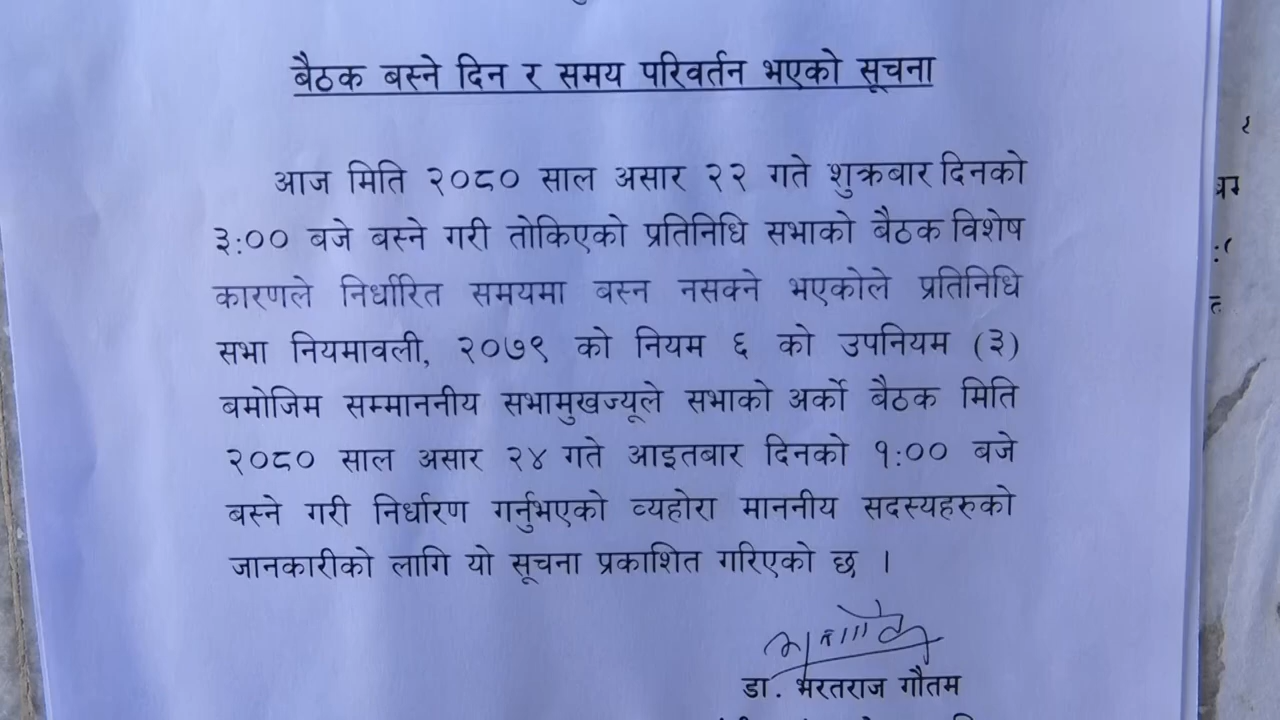 बैठक बस्ने दिन र समय परिवर्तन भएको सूचना
आज मिति २०८० साल असार २२ गते शुक्रबार दिनको
३:०० बजे बस्ने गरी तोकिएको प्रतिनिधि सभाको बैठक विशेष
कारणले निर्धारित समयमा बस्न नसक्ने भएकोले प्रतिनिधि
सभा नियमावली, २०७९ को नियम ६ को उपनियम (३)
बमोजिम सम्माननीय सभामुखज्यूले सभाको अर्को बैठक मिति
२०८० साल असार २४ गते आइतबार दिनको १:०० बजे
बस्ने गरी निर्धारण गर्नुभएको व्यहोरा माननीय सदस्यहरुको
जानकारीको लागि यो सूचना प्रकाशित गरिएको छ ।
डा. भरतराज गौतम